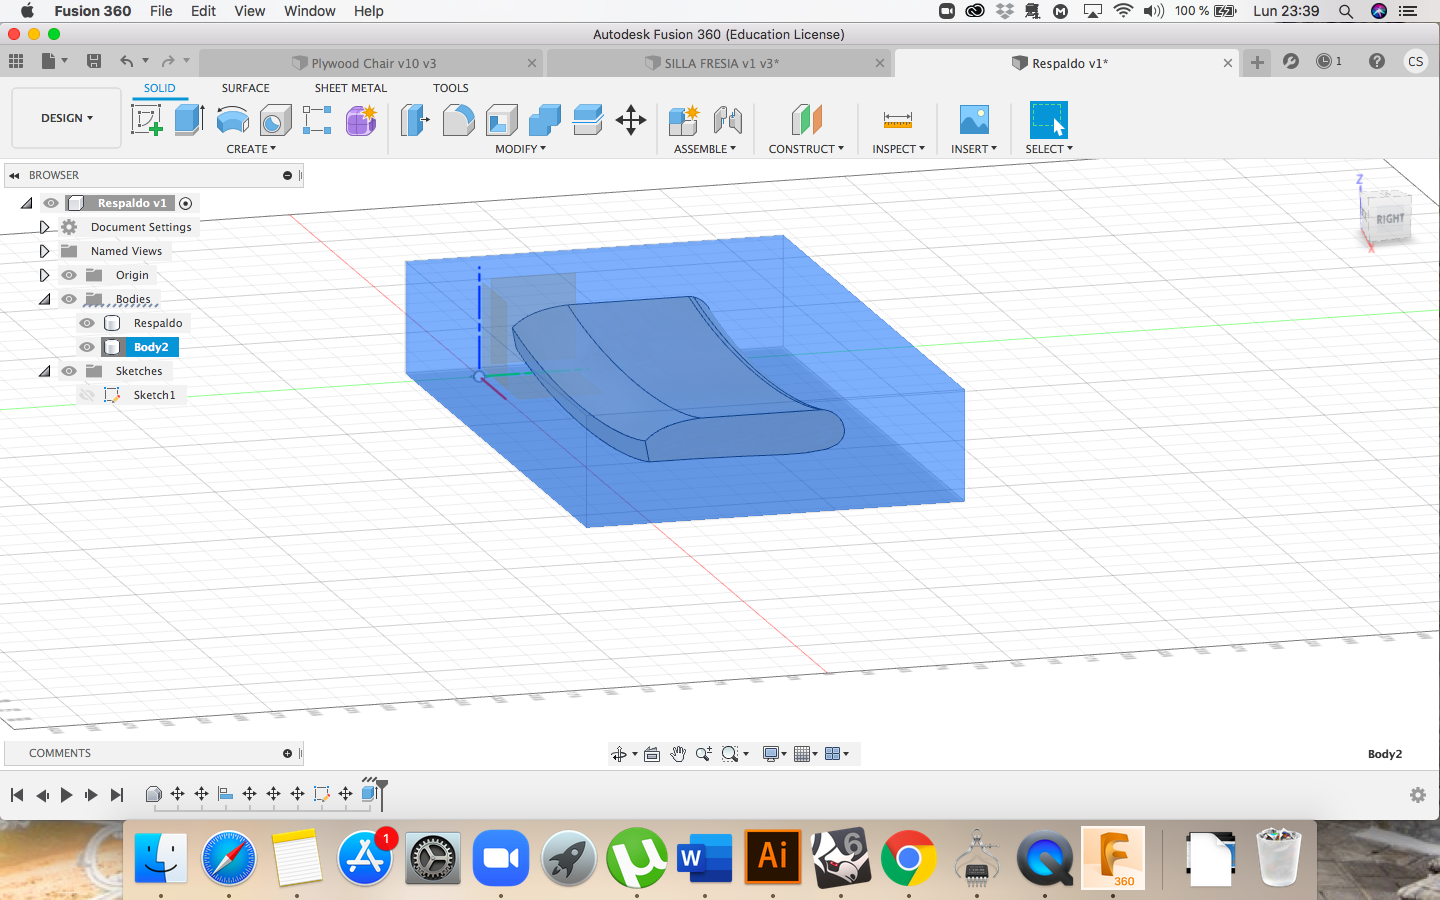 Fusion 360 File Edit View Window Help 100 % Lun 23:39
Autodesk Fusion 360 (Education License)
Plywood Chair v10 v3 SILLA FRESIA v1 v3* Respaldo v1* 1 CS
SOLID SURFACE SHEET METAL TOOLS
DESIGN
CREATE MODIFY ASSEMBLE CONSTRUCT INSPECT INSERT SELECT
BROWSER
Respaldo v1
Document Settings
Named Views
Origin
Bodies
Respaldo
Body2
Sketches
Sketch1
Z
RIGHT
X
COMMENTS
Body2
1
W
Ai
6
360